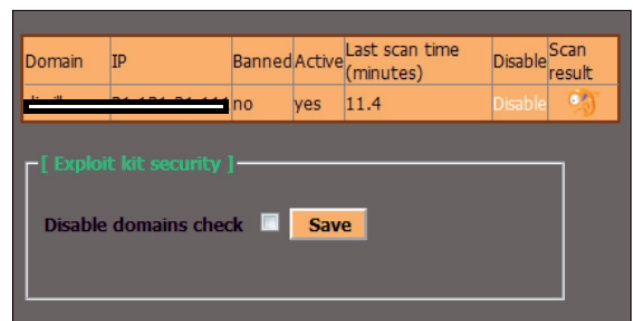 Domain IP Banned Active Last scan time (minutes) Disable Scan result
no yes 11.4 Disable
[ Exploit kit security ]
Disable domains check Save